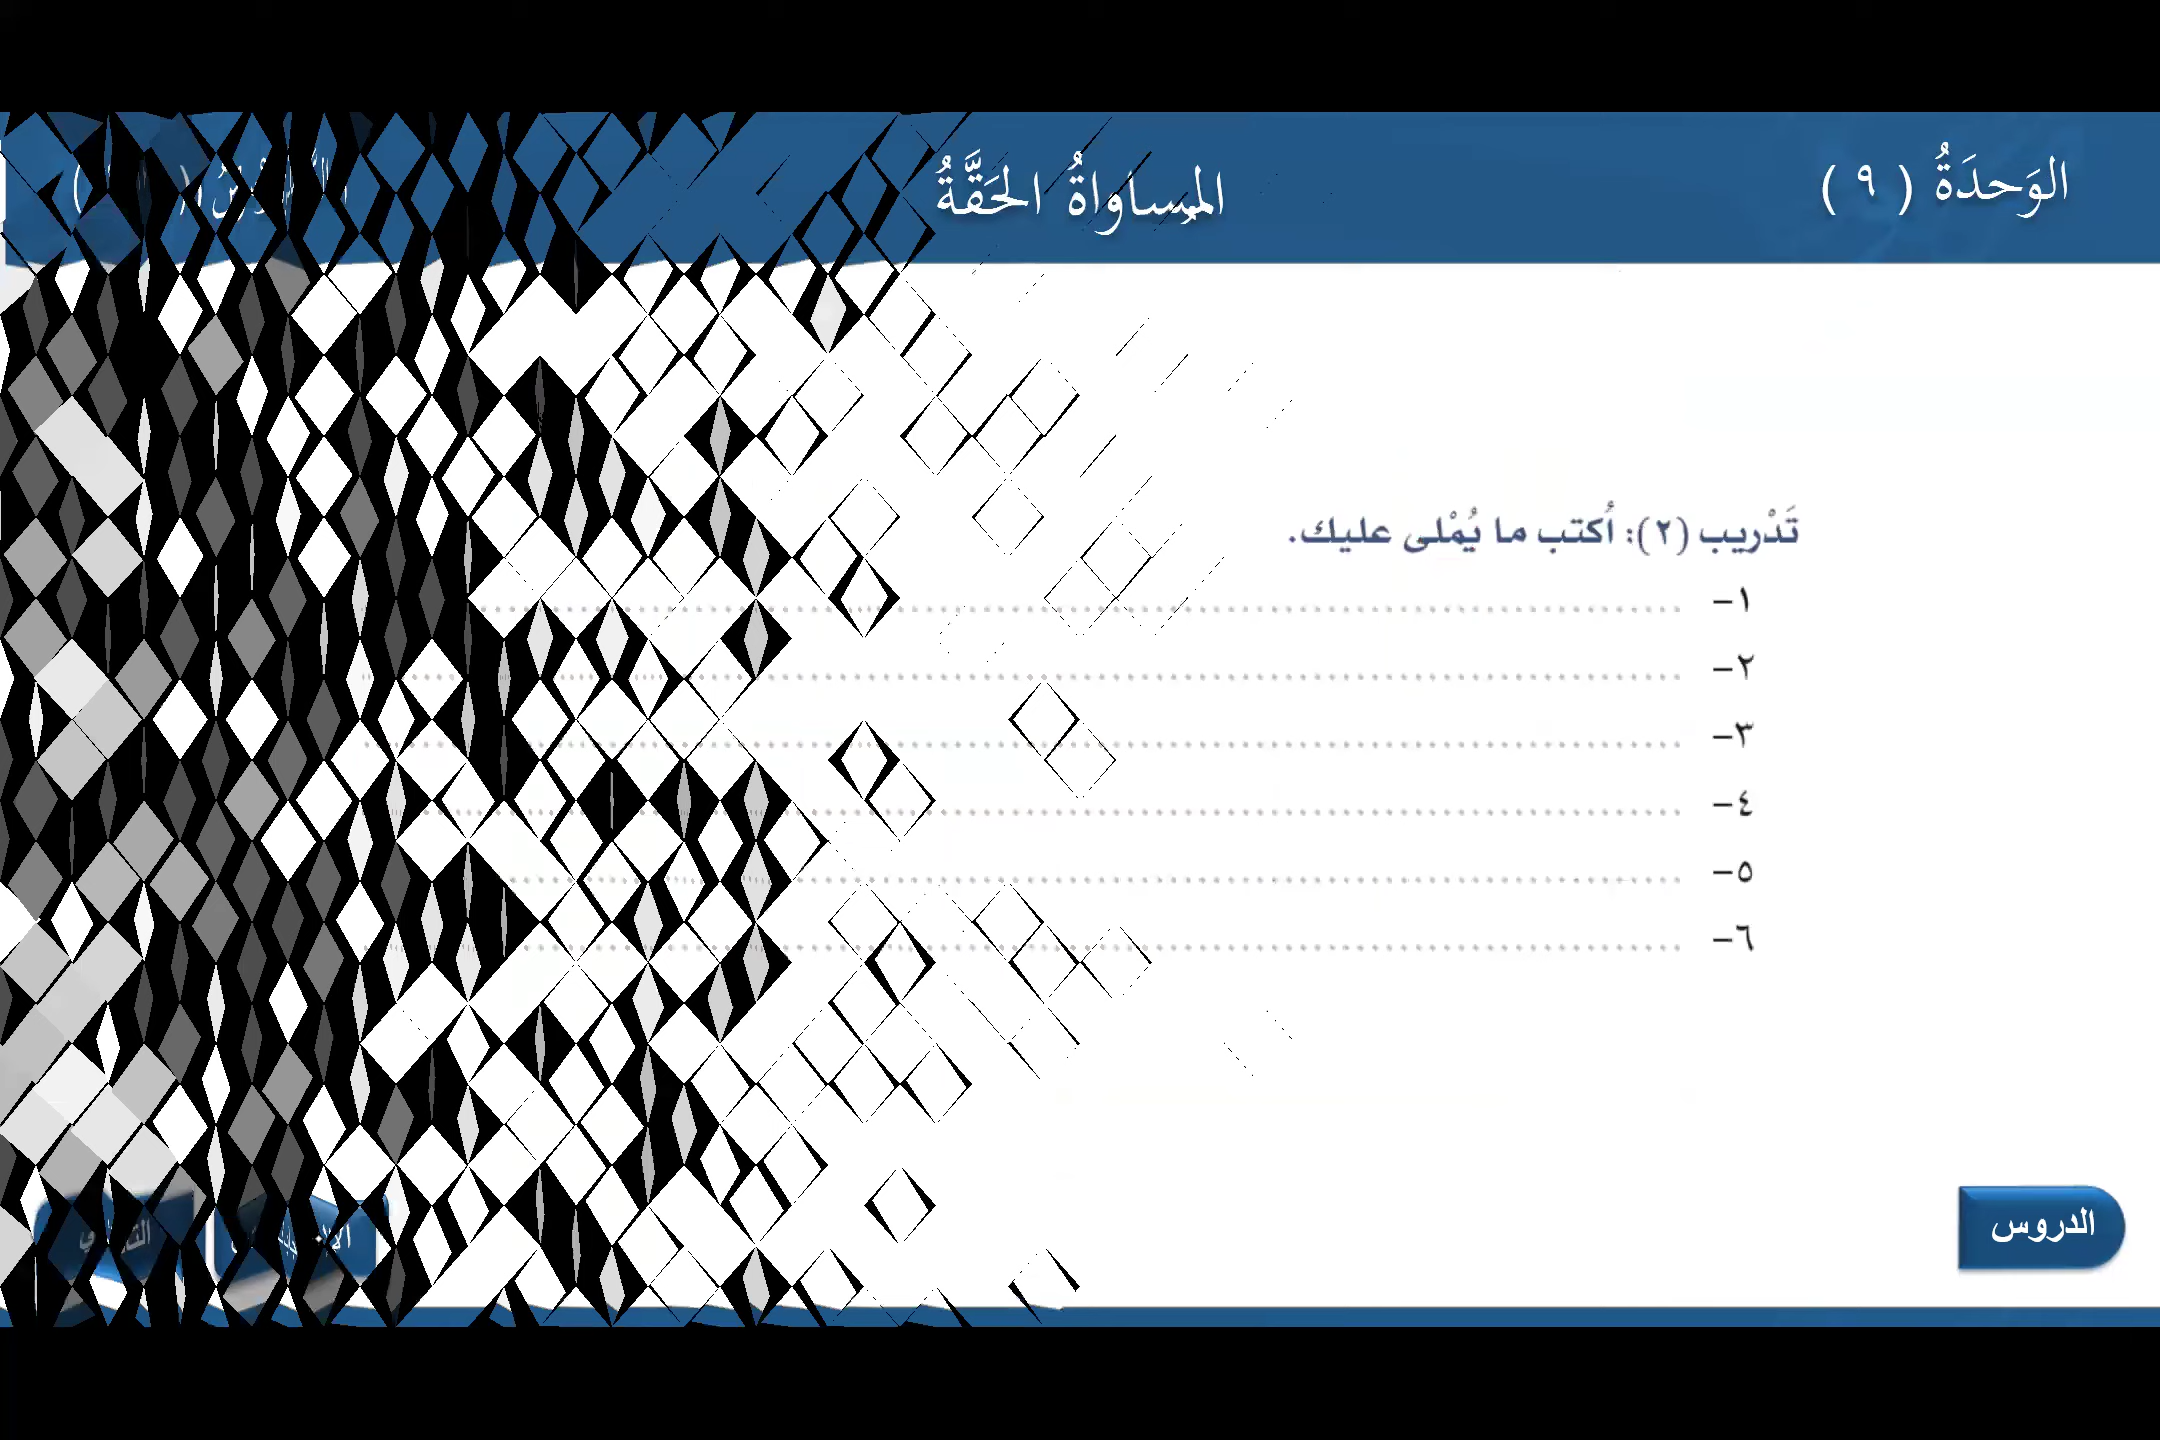 الوَحدَةُ ( ٩ )
المساواةُ الحَقَّةُ
تَدْريب (٢): أُكتب ما يُمْلى عليك.
١-
٢-
٣-
٤-
٥-
٦-
الدروس